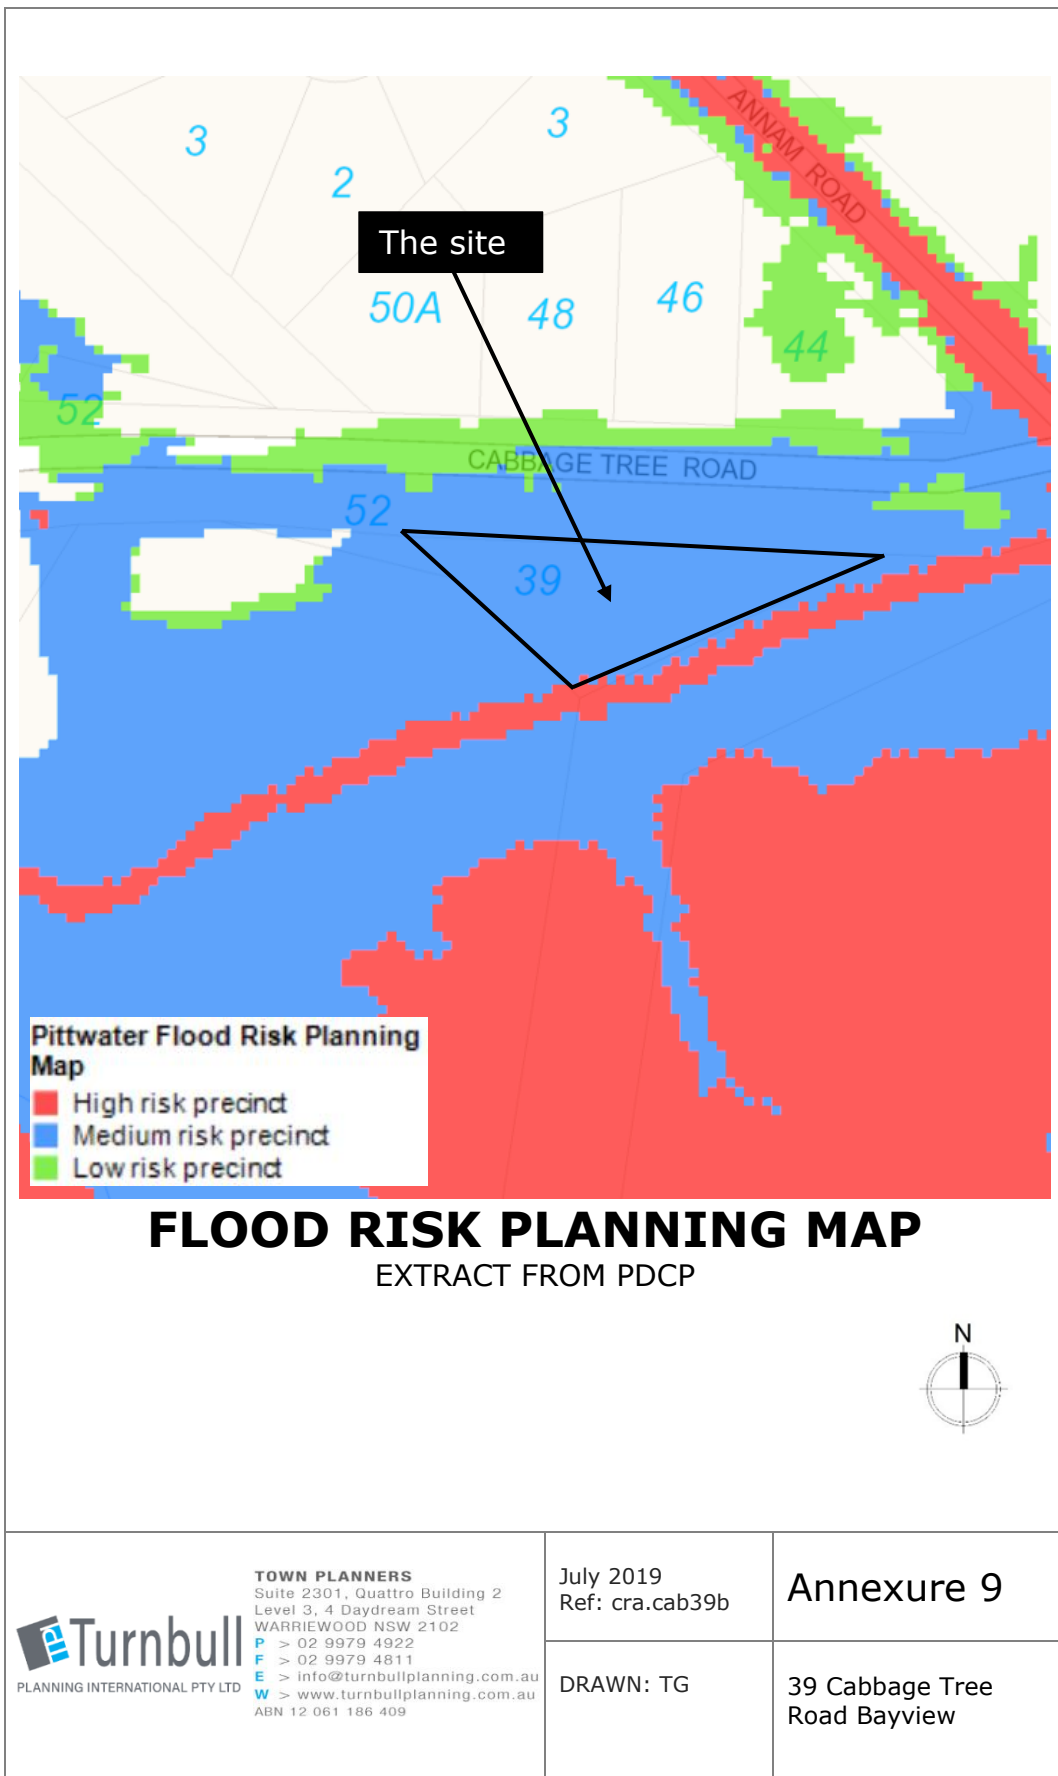 ANNAM ROAD
3
3
2
The site
50A
48
46
44
52
CABBAGE TREE ROAD
52
39
Pittwater Flood Risk Planning
Map
High risk precinct
Medium risk precinct
Low risk precinct
FLOOD RISK PLANNING MAP
EXTRACT FROM PDCP
N
Turnbull
PLANNING INTERNATIONAL PTY LTD
TOWN PLANNERS
Suite 2301, Quattro Building 2
Level 3, 4 Daydream Street
WARRIEWOOD NSW 2102
P > 02 9979 4922
F > 02 9979 4811
E > info@turnbullplanning.com.au
W > www.turnbullplanning.com.au
ABN 12 061 186 409
July 2019
Ref: cra.cab39b
DRAWN: TG
Annexure 9
39 Cabbage Tree
Road Bayview